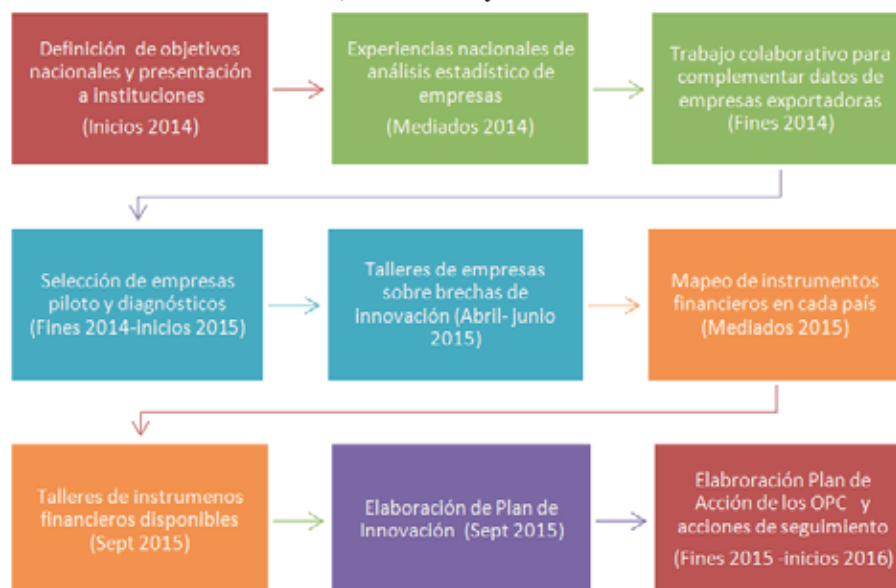 Definición de objetivos
nacionales y presentación
a instituciones
(Inicios 2014)
Experiencias nacionales de
análisis estadístico de
empresas
(Mediados 2014)
Trabajo colaborativo para
complementar datos de
empresas exportadoras
(Fines 2014)
Selección de empresas
piloto y diagnósticos
(Fines 2014-inicios 2015)
Talleres de empresas
sobre brechas de
innovación (Abril- junio
2015)
Mapeo de instrumentos
financieros en cada país
(Mediados 2015)
Talleres de instrumenos
financieros disponibles
(Sept 2015)
Elaboración de Plan de
Innovación (Sept 2015)
Elabroración Plan de
Acción de los OPC y
acciones de seguimiento
(Fines 2015 -inicios 2016)